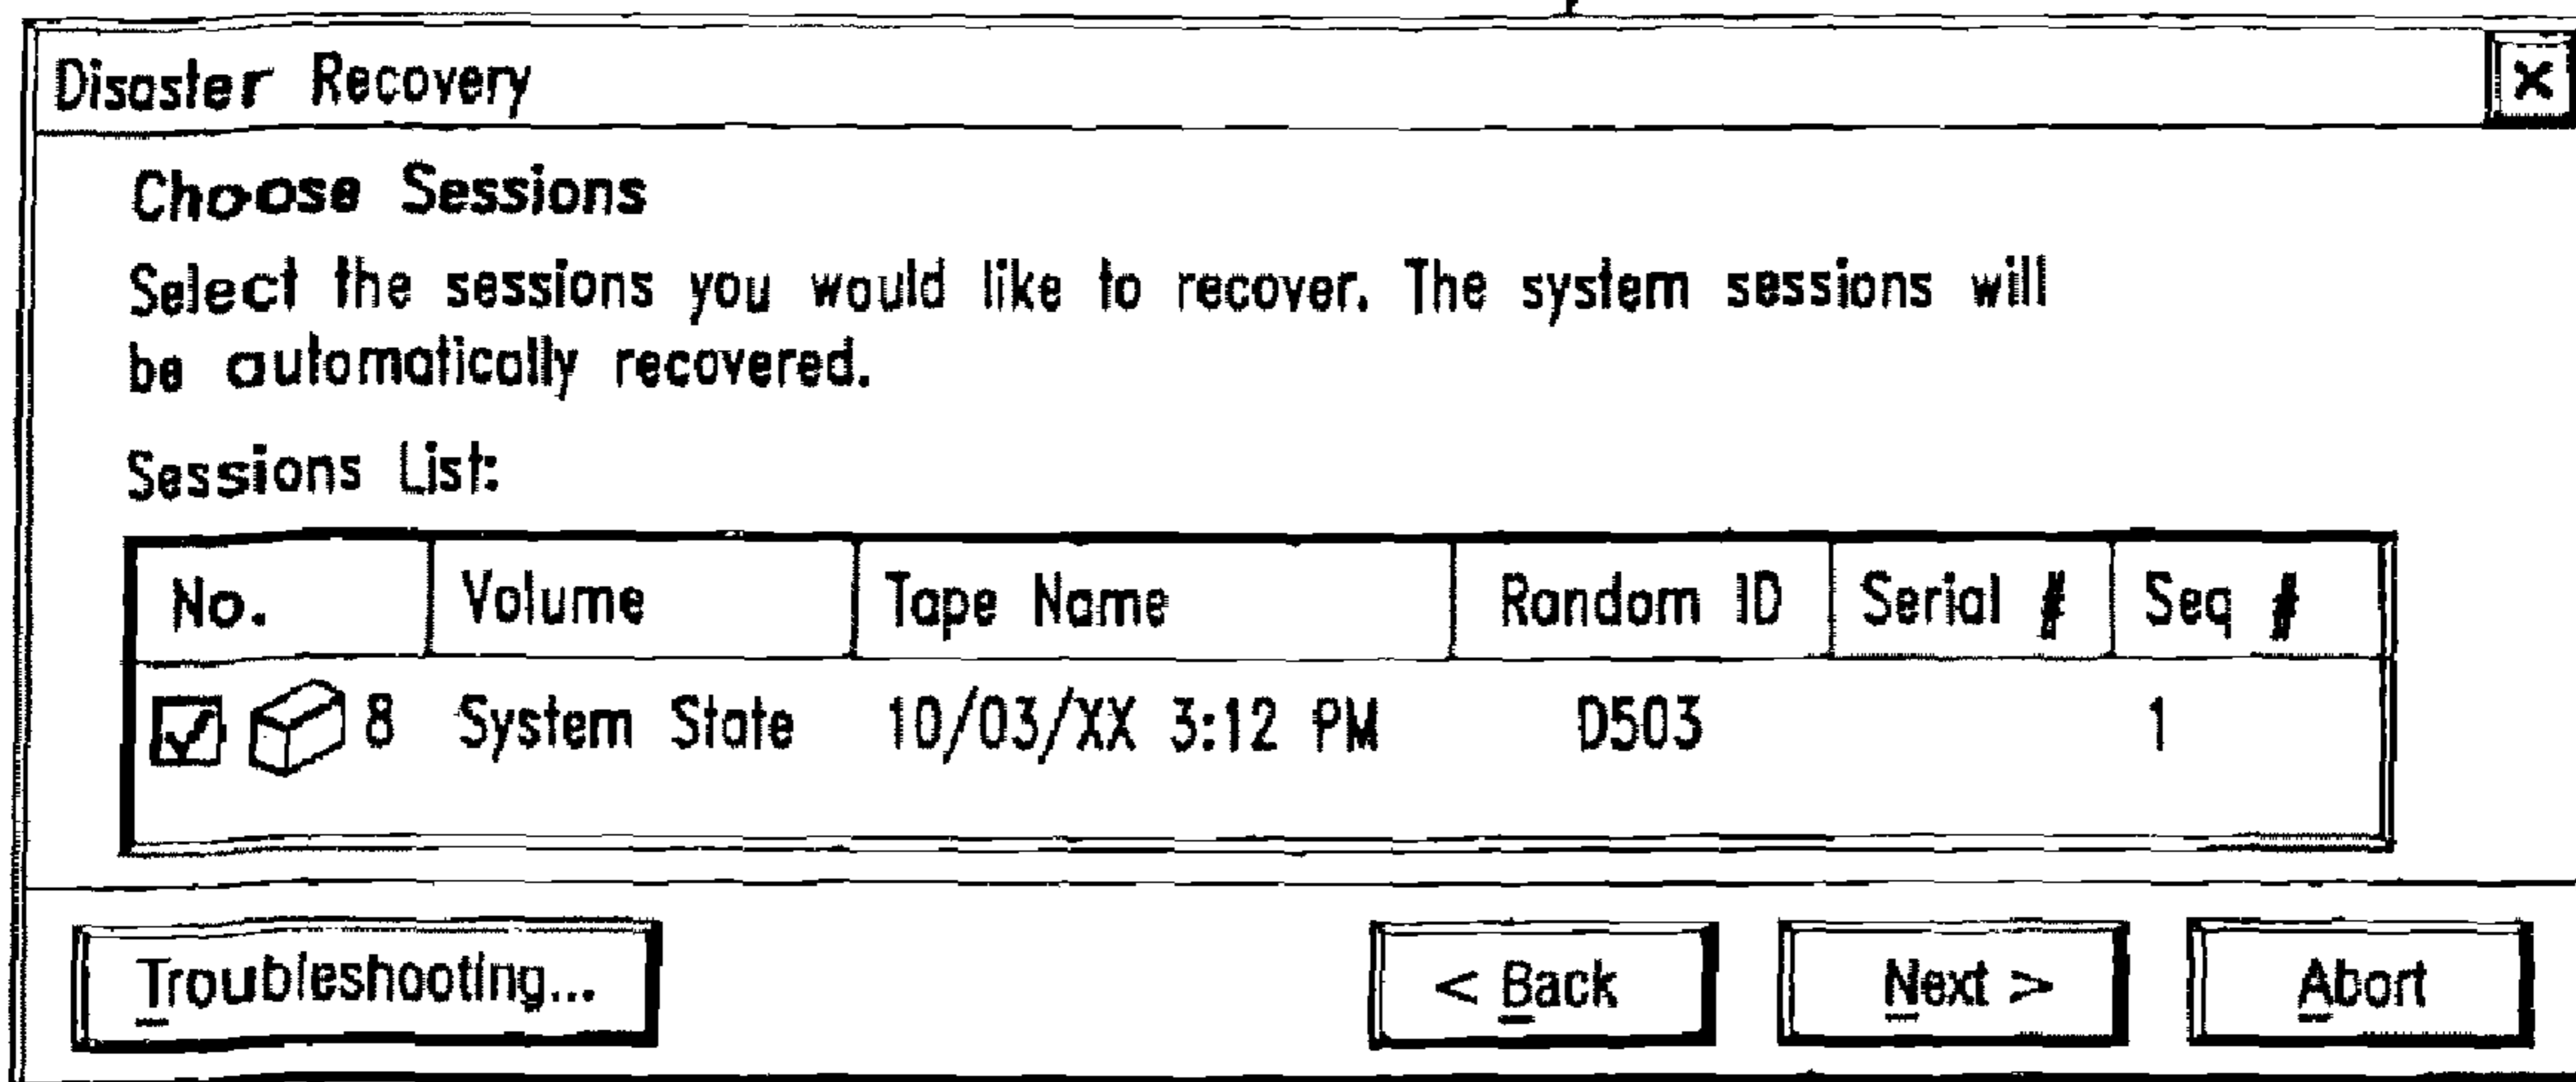 Disaster Recovery X
Choose Sessions
Select the sessions you would like to recover. The system sessions will
be automatically recovered.
Sessions List:
No. Volume Tape Name Random ID Serial # Seq #
8 System State 10/03/XX 3:12 PM D503 1
Troubleshooting... < Back Next > Abort